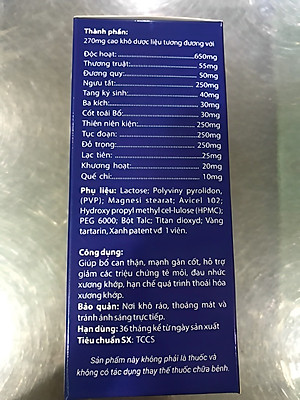 Thành phần:
270mg cao khô dược liệu tương đương với
Độc hoạt:.....................................650mg
Thương truật:................................55mg
Đương quy:...................................50mg
Ngưu tất:....................................250mg
Tang ký sinh:.................................40mg
Ba kích:........................................30mg
Cốt toái Bổ:...................................30mg
Thiên niên kiện:..........................250mg
Tục đoạn:...................................250mg
Đỗ trọng:...................................250mg
Lạc tiên:.......................................25mg
Khương hoạt:................................20mg
Quế chi:.......................................10mg
Phụ liệu: Lactose; Polyviny pyrolidon,
(PVP); Magnesi stearat; Avicel 102;
Hydroxy propyl methyl cel-lulose (HPMC);
PEG 6000; Bột Talc; Titan dioxyd; Vàng
tartarin, Xanh patent vđ 1 viện.
Công dụng:
Giúp bổ can thận, mạnh gân cốt, hỗ trợ
giảm các triệu chứng tê mỏi, đau nhức
xương khớp, hạn chế quá trình thoái hóa
xương khớp.
Bảo quản: Nơi khô ráo, thoáng mát và
tránh ánh sáng trực tiếp.
Hạn dùng: 36 tháng kể từ ngày sản xuất
Tiêu chuẩn SX: TCCS
Sản phẩm này không phải là thuốc và
không có tác dụng thay thế thuốc chữa bệnh.